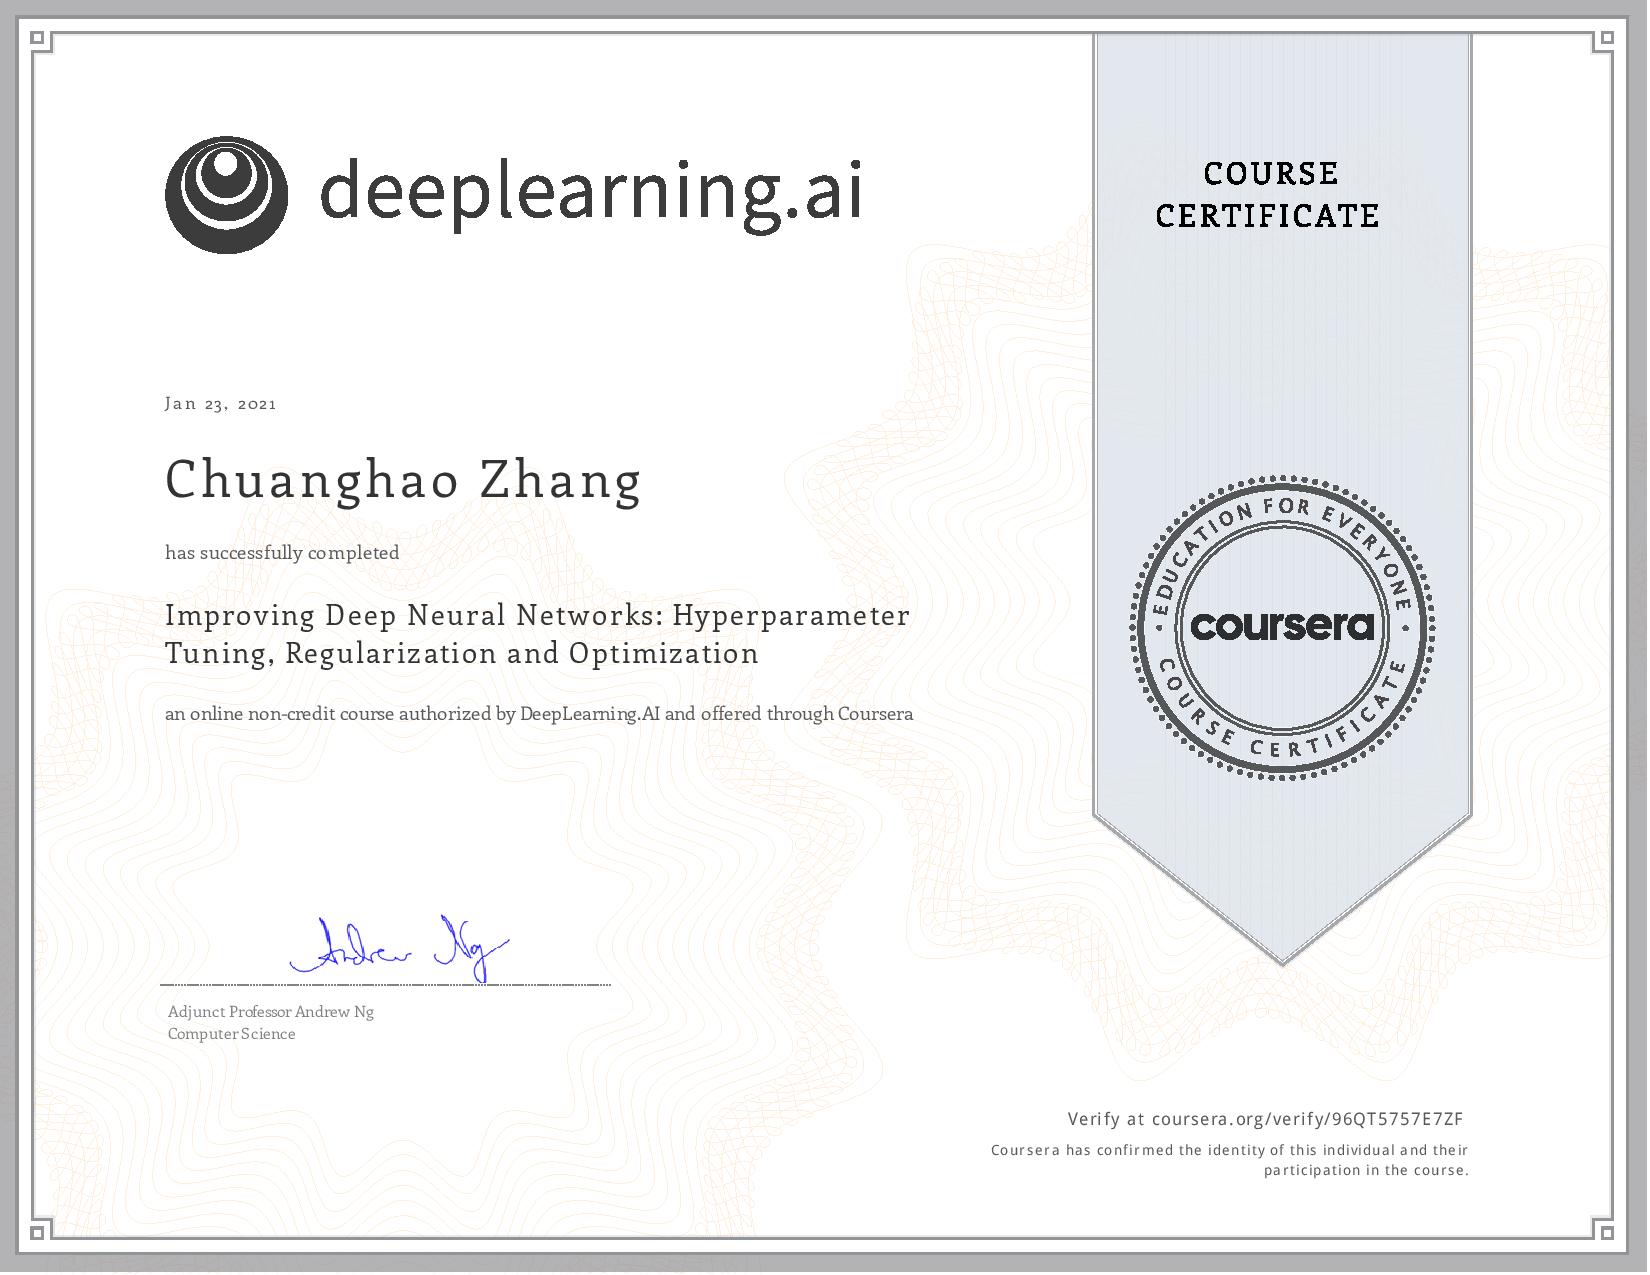 deeplearning.ai
COURSE
CERTIFICATE
Jan 23, 2021
Chuanghao Zhang
has successfully completed
Improving Deep Neural Networks: Hyperparameter
Tuning, Regularization and Optimization
an online non-credit course authorized by DeepLearning.AI and offered through Coursera
EDUCATION FOR EVERYONE
coursera
COURSE CERTIFICATE
Andrew Ng
Adjunct Professor Andrew Ng
Computer Science
Verify at coursera.org/verify/96QT5757E7ZF
Coursera has confirmed the identity of this individual and their
participation in the course.